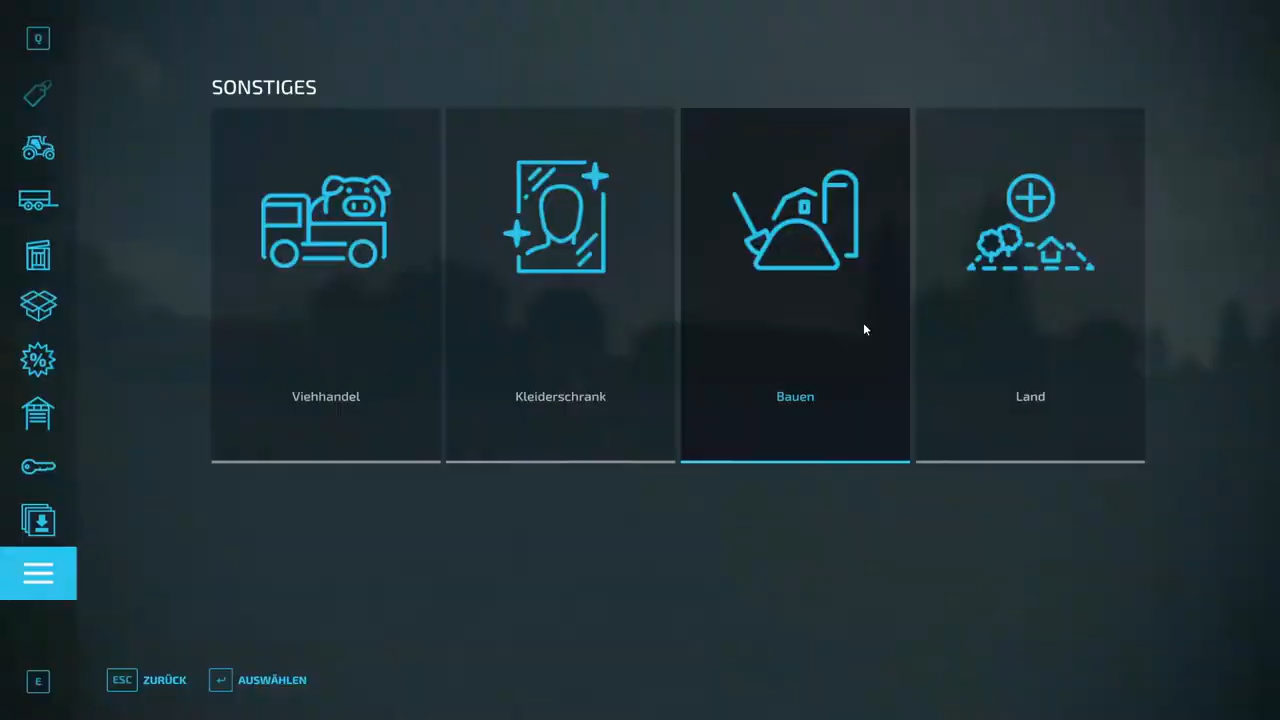 Q
SONSTIGES
%
Viehhandel
Kleiderschrank
Bauen
Land
E
ESC ZURÜCK
AUSWÄHLEN